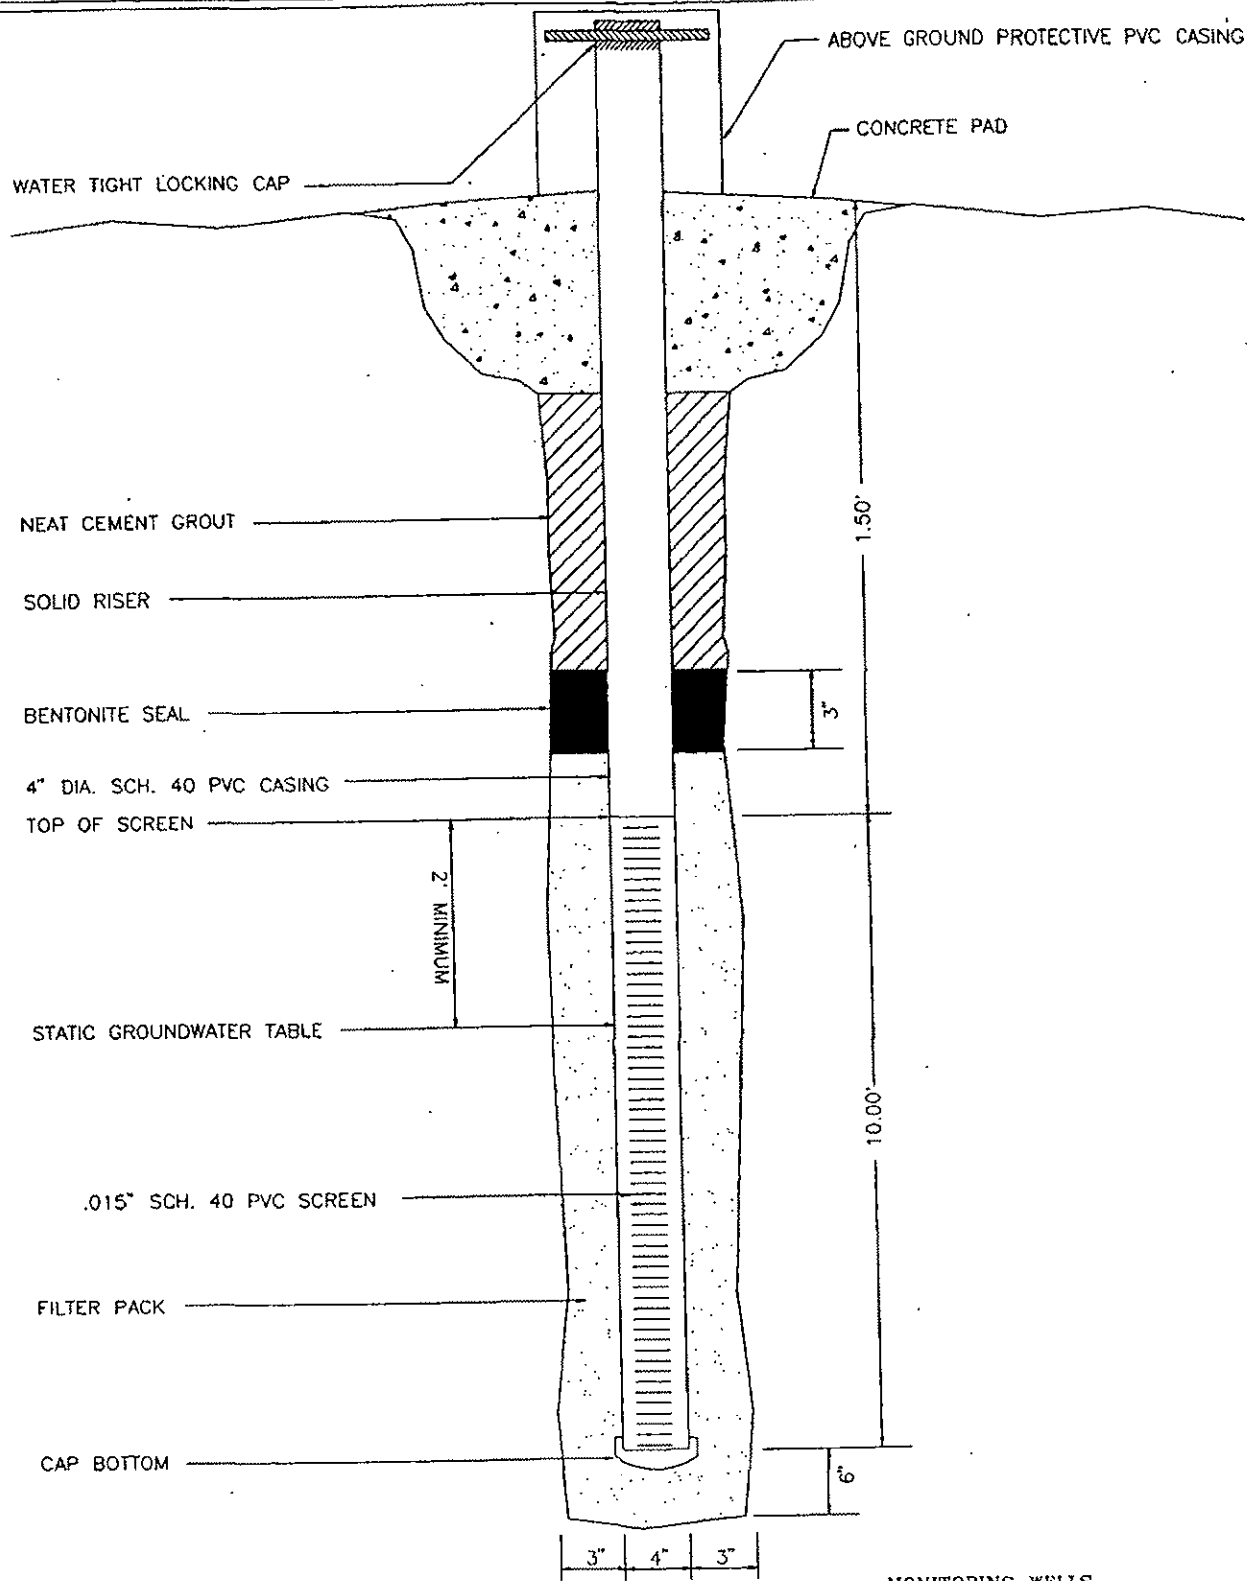 ABOVE GROUND PROTECTIVE PVC CASING
CONCRETE PAD
WATER TIGHT LOCKING CAP
1.50'
NEAT CEMENT GROUT
SOLID RISER
BENTONITE SEAL
3"
4" DIA. SCH. 40 PVC CASING
TOP OF SCREEN
2' MINIMUM
STATIC GROUNDWATER TABLE
10.00'
.015" SCH. 40 PVC SCREEN
FILTER PACK
CAP BOTTOM
6"
3" 4" 3"
MONITORING WELLS